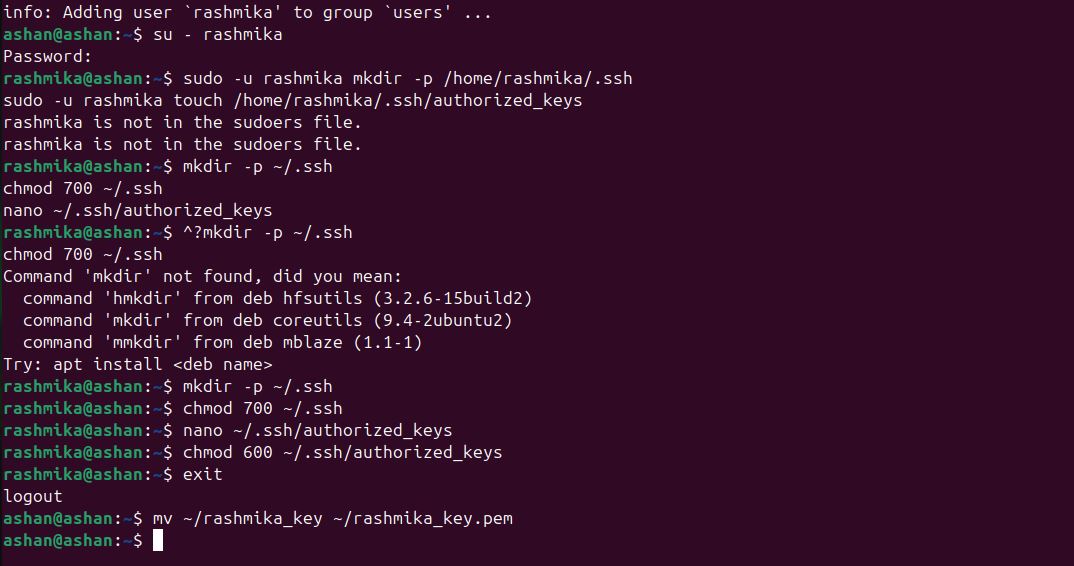 info: Adding user `rashmika' to group `users' ...
ashan@ashan:~$ su - rashmika
Password:
rashmika@ashan:~$ sudo -u rashmika mkdir -p /home/rashmika/.ssh
sudo -u rashmika touch /home/rashmika/.ssh/authorized_keys
rashmika is not in the sudoers file.
rashmika is not in the sudoers file.
rashmika@ashan:~$ mkdir -p ~/.ssh
chmod 700 ~/.ssh
nano ~/.ssh/authorized_keys
rashmika@ashan:~$ ^?mkdir -p ~/.ssh
chmod 700 ~/.ssh
Command 'mkdir' not found, did you mean:
  command 'hmkdir' from deb hfsutils (3.2.6-15build2)
  command 'mkdir' from deb coreutils (9.4-2ubuntu2)
  command 'mmkdir' from deb mblaze (1.1-1)
Try: apt install <deb name>
rashmika@ashan:~$ mkdir -p ~/.ssh
rashmika@ashan:~$ chmod 700 ~/.ssh
rashmika@ashan:~$ nano ~/.ssh/authorized_keys
rashmika@ashan:~$ chmod 600 ~/.ssh/authorized_keys
rashmika@ashan:~$ exit
logout
ashan@ashan:~$ mv ~/rashmika_key ~/rashmika_key.pem
ashan@ashan:~$